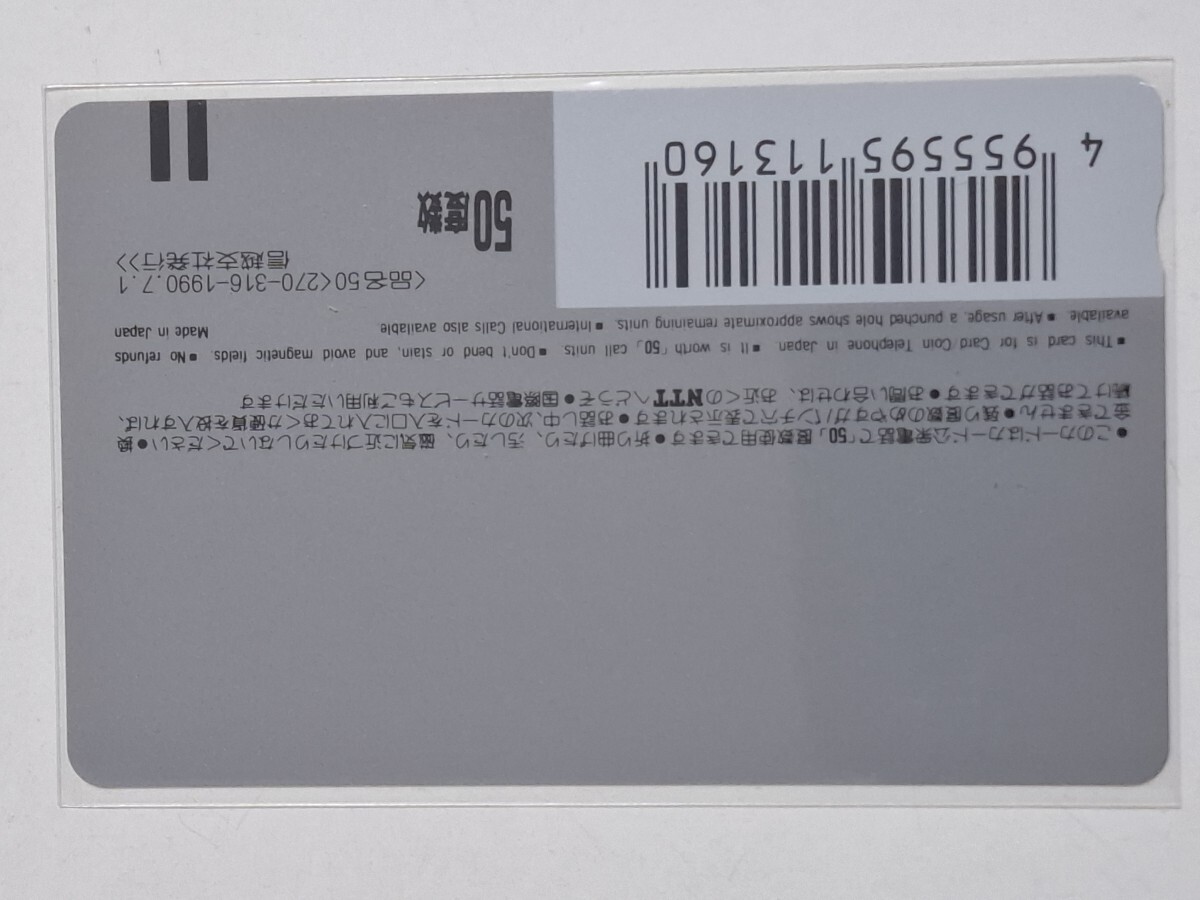 ●このカードはカード公衆電話で「50」度数使用できます●折り曲げたり、汚したり、磁気に近づけたりしないでください●換
金できません●残り度数のめやすがパンチ穴で表示されます●お話し中、次のカードを入口に入れておくか硬貨を投入すれば、
続けてお話ができます●お問い合わせは、お近くのNTTへどうぞ●国際電話サービスもご利用いただけます
■This card is for Card Coin Telephone in Japan. ■It is worth「50」call units. ■Don't bend or stain, and avoid magnetic fields. ■No refunds
available. ■After usage, a punched hole shows approximate remaining units. ■International Calls also available. Made in Japan
<品名50<270-316-1990.7.1
信越支社発行>>
50度数
4 955595 113160